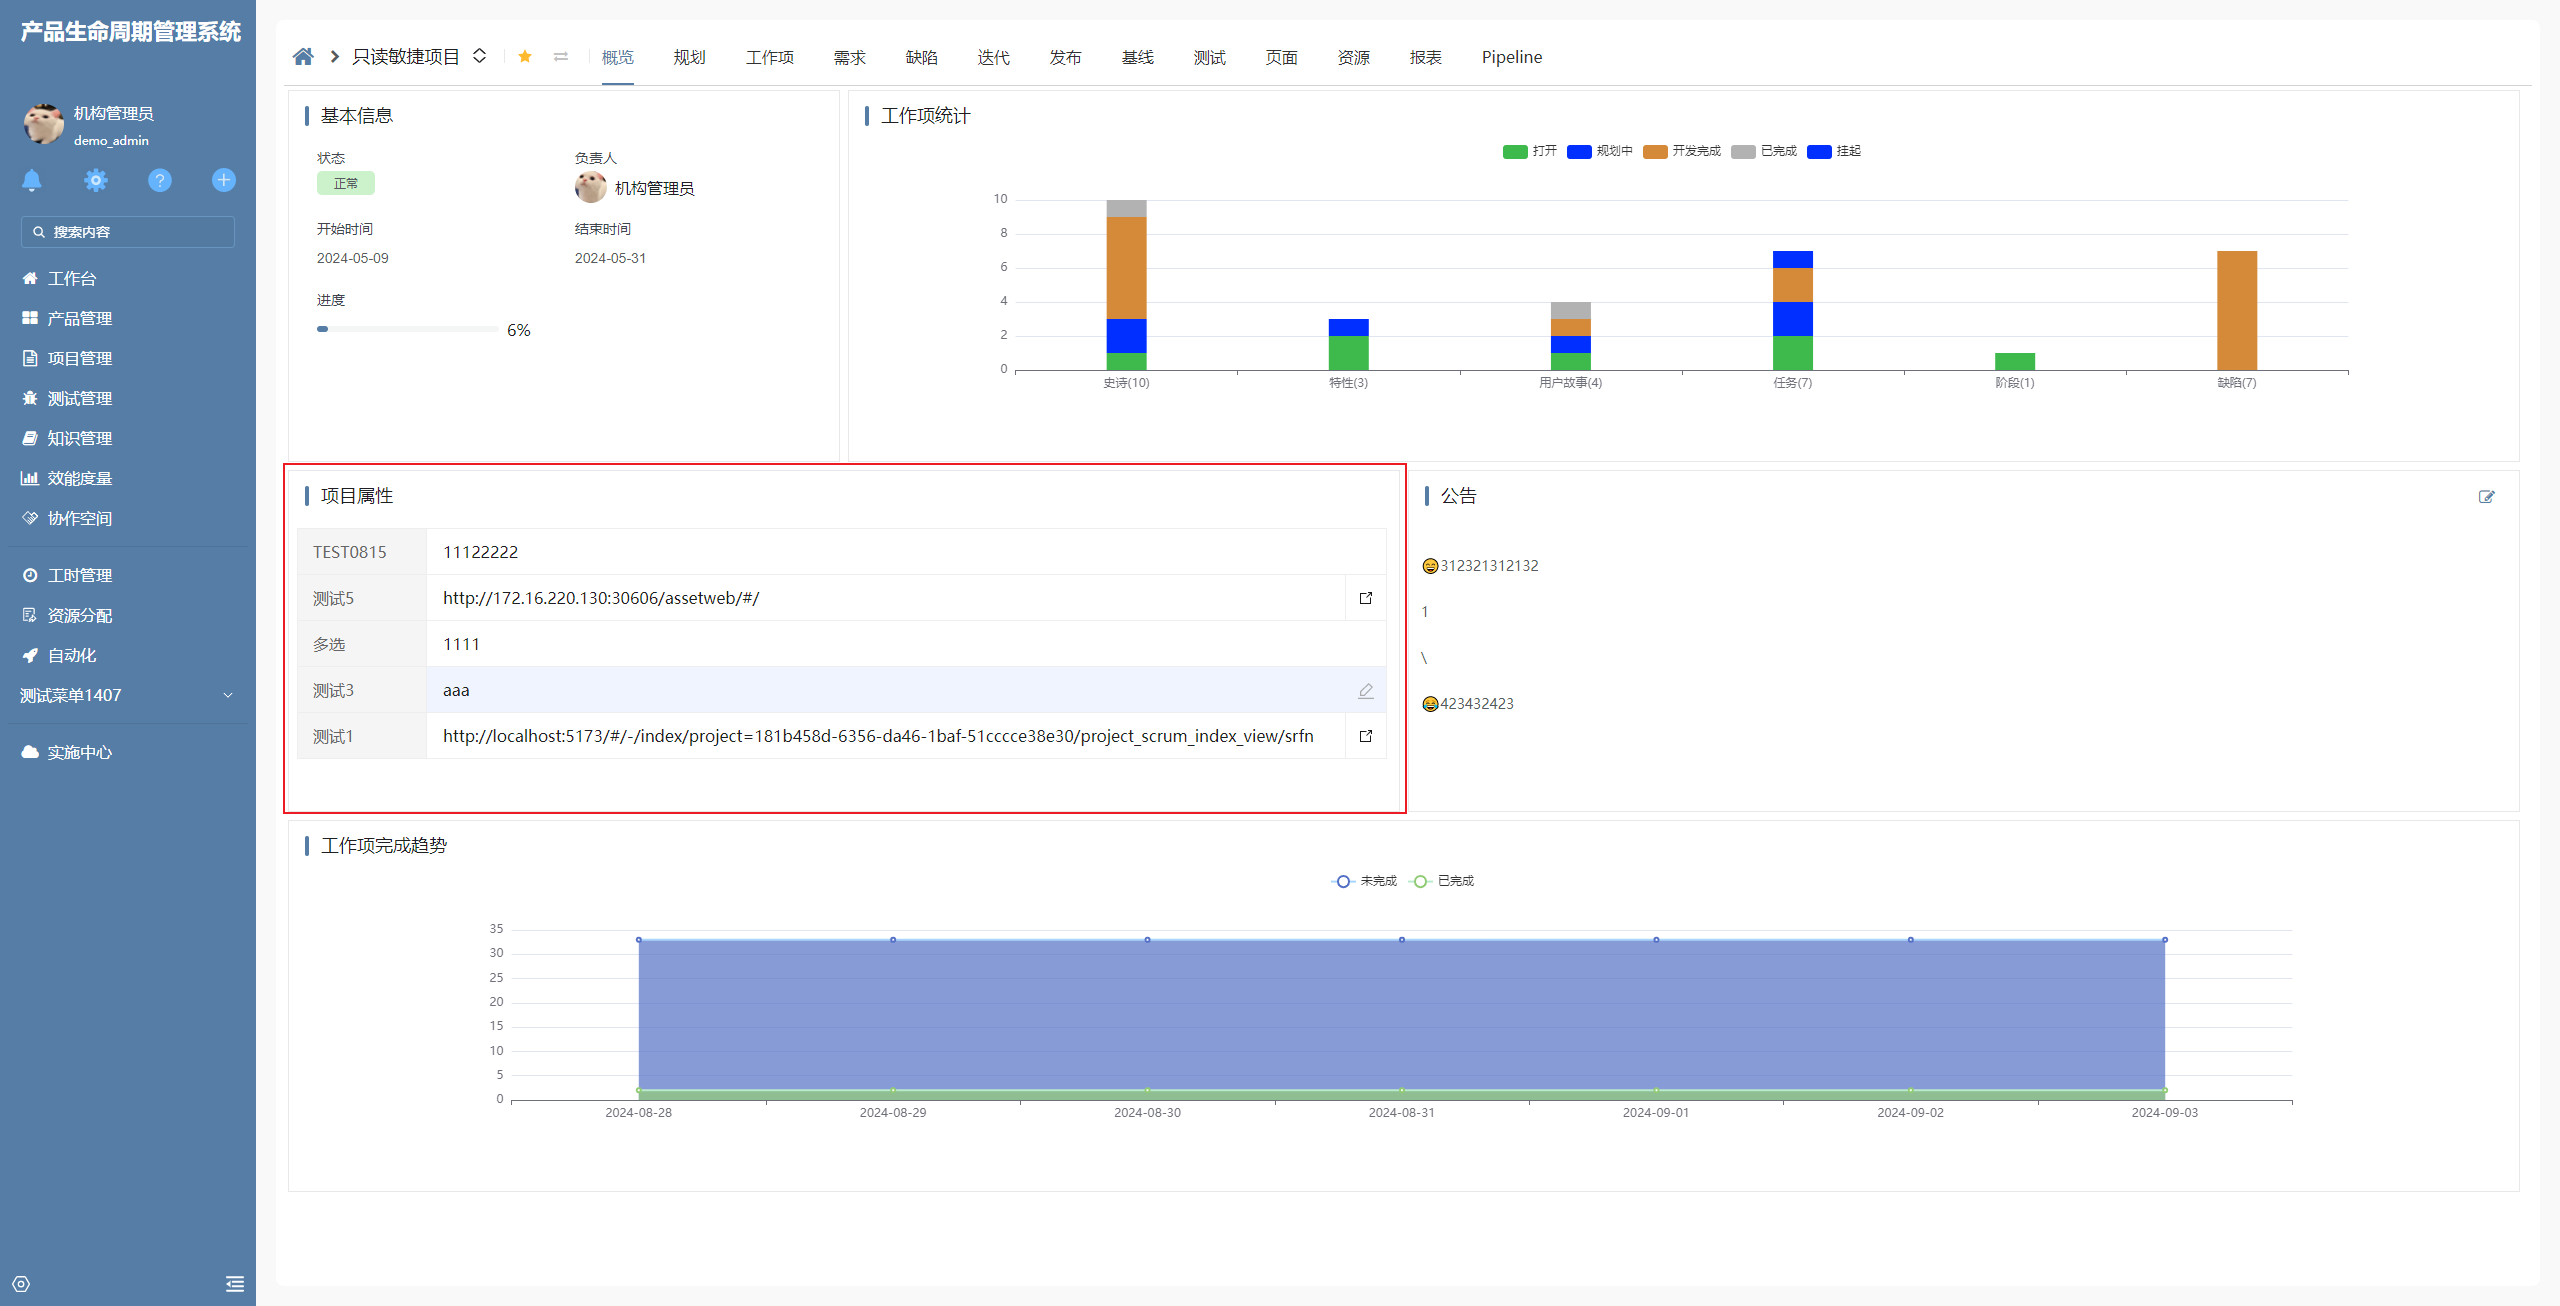 产品生命周期管理系统
机构管理员
demo_admin
搜索内容
工作台
产品管理
项目管理
测试管理
知识管理
效能度量
协作空间
工时管理
资源分配
自动化
测试菜单1407
实施中心
只读敏捷项目
概览 规划 工作项 需求 缺陷 迭代 发布 基线 测试 页面 资源 报表 Pipeline
基本信息
状态 负责人
正常 机构管理员
开始时间 结束时间
2024-05-09 2024-05-31
进度
6%
工作项统计
打开 规划中 开发完成 已完成 挂起
10
8
6
4
2
0
史诗(10) 特性(3) 用户故事(4) 任务(7) 阶段(1) 缺陷(7)
项目属性
TEST0815 11122222
测试5 http://172.16.220.130:30606/assetweb/#/
多选 1111
测试3 aaa
测试1 http://localhost:5173/#/-/index/project=181b458d-6356-da46-1baf-51cccce38e30/project_scrum_index_view/srfn
公告
😄312321312132
1
\
😂423432423
工作项完成趋势
未完成 已完成
35
30
25
20
15
10
5
0
2024-08-28 2024-08-29 2024-08-30 2024-08-31 2024-09-01 2024-09-02 2024-09-03